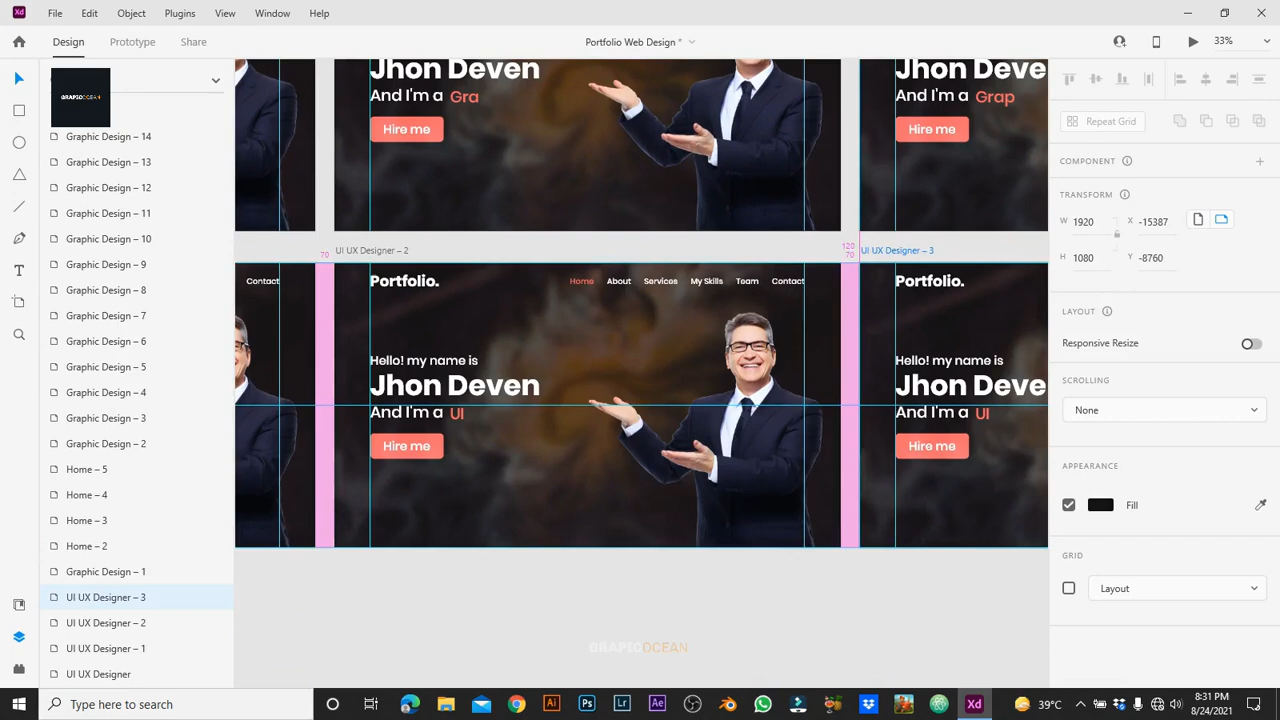 Xd File Edit Object Plugins View Window Help
Design Prototype Share
Portfolio Web Design *
33%
GRAPICOCEAN
Graphic Design – 14
Graphic Design – 13
Graphic Design – 12
Graphic Design – 11
Graphic Design – 10
Graphic Design – 9
Graphic Design – 8
Graphic Design – 7
Graphic Design – 6
Graphic Design – 5
Graphic Design – 4
Graphic Design – 3
Graphic Design – 2
Home – 5
Home – 4
Home – 3
Home – 2
Graphic Design – 1
UI UX Designer – 3
UI UX Designer – 2
UI UX Designer – 1
UI UX Designer
Jhon Deven
And I'm a Gra
Hire me
Jhon Deve
And I'm a Grap
Hire me
70
UI UX Designer – 2
120
70
UI UX Designer – 3
Contact
Portfolio.
Home About Services My Skills Team Contact
Hello! my name is
Jhon Deven
And I'm a UI
Hire me
Portfolio.
Hello! my name is
Jhon Deve
And I'm a UI
Hire me
GRAPICOCEAN
Repeat Grid
COMPONENT
TRANSFORM
W 1920 X -15387
H 1080 Y -8760
LAYOUT
Responsive Resize
SCROLLING
None
APPEARANCE
Fill
GRID
Layout
Type here to search
Ai Ps Lr Ae Xd
39°C
8:31 PM
8/24/2021